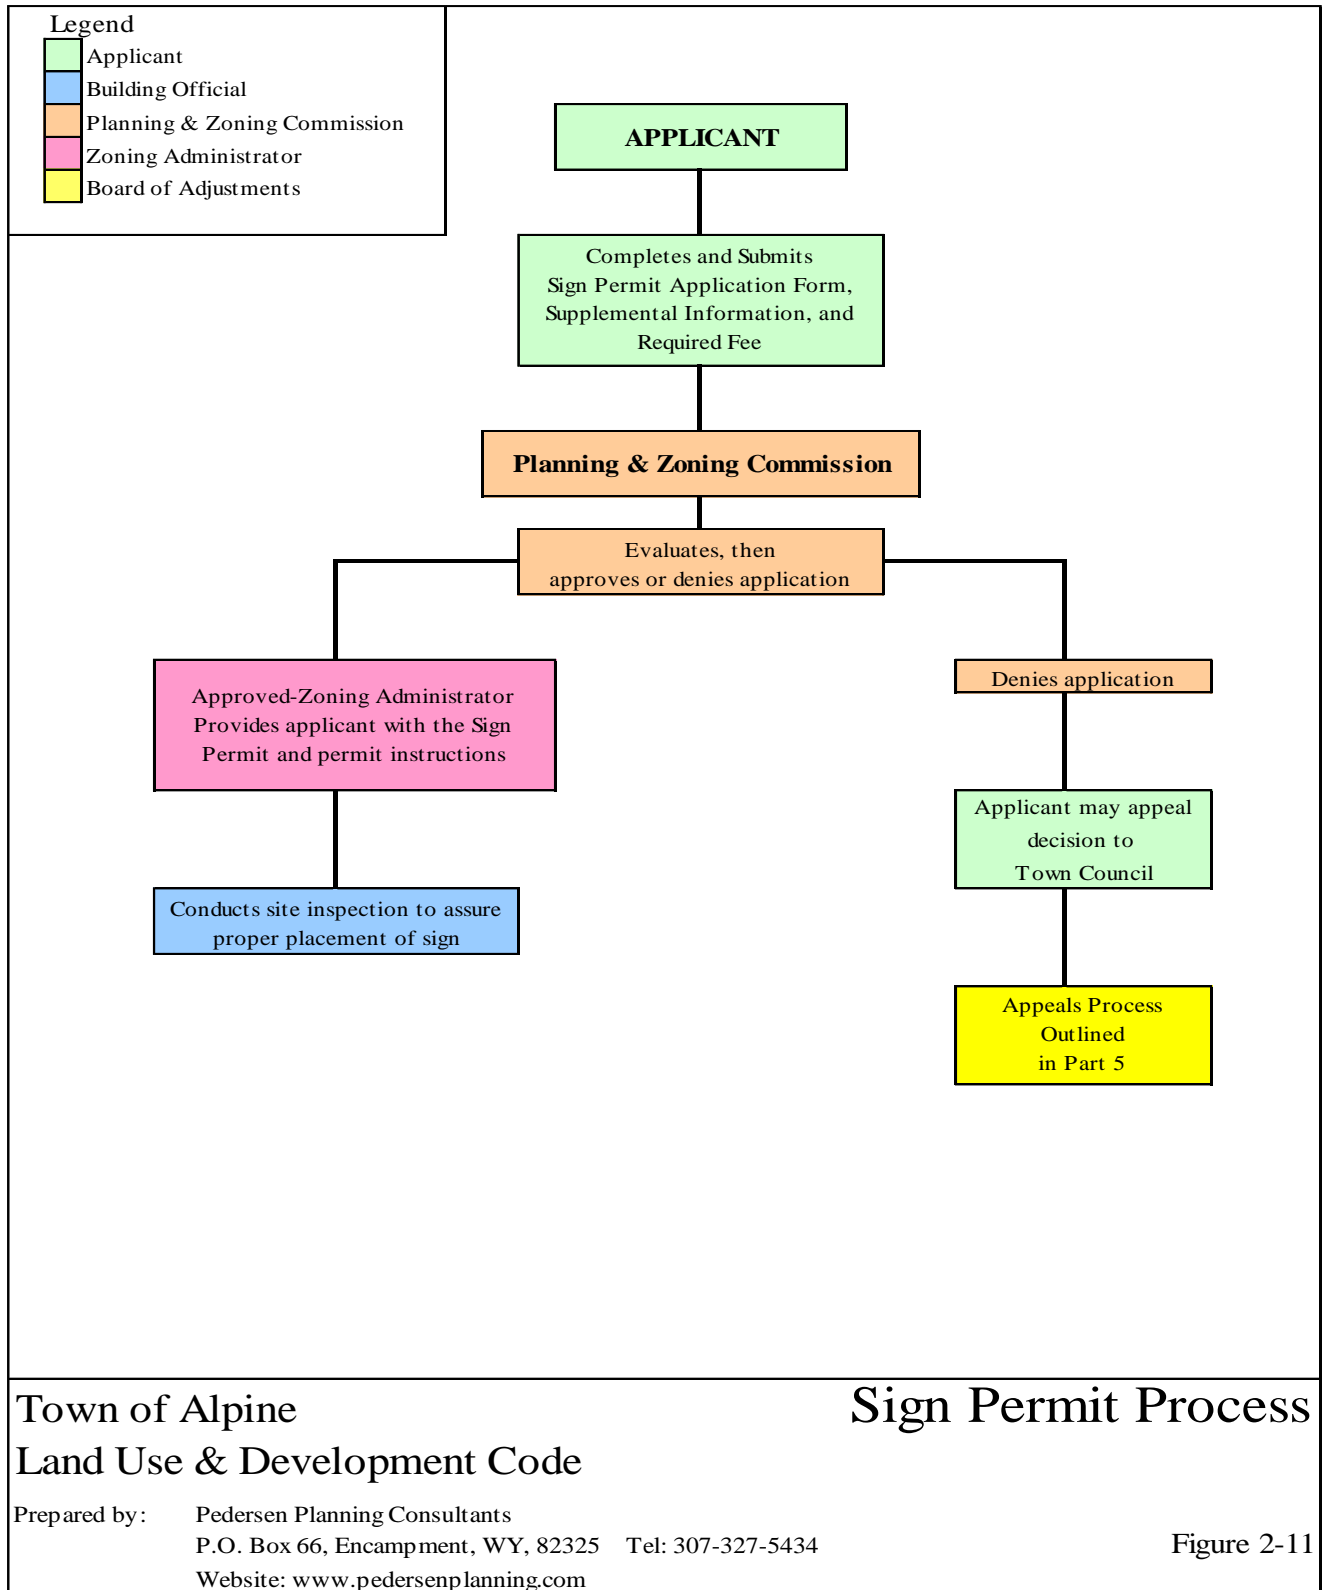 Legend
Applicant
Building Official
Planning & Zoning Commission
Zoning Administrator
Board of Adjustments
APPLICANT
Completes and Submits
Sign Permit Application Form,
Supplemental Information, and
Required Fee
Planning & Zoning Commission
Evaluates, then
approves or denies application
Approved-Zoning Administrator
Provides applicant with the Sign
Permit and permit instructions
Denies application
Applicant may appeal
decision to
Town Council
Conducts site inspection to assure
proper placement of sign
Appeals Process
Outlined
in Part 5
Town of Alpine
Sign Permit Process
Land Use & Development Code
Prepared by: Pedersen Planning Consultants
P.O. Box 66, Encampment, WY, 82325 Tel: 307-327-5434
Figure 2-11
Website: www.pedersenplanning.com